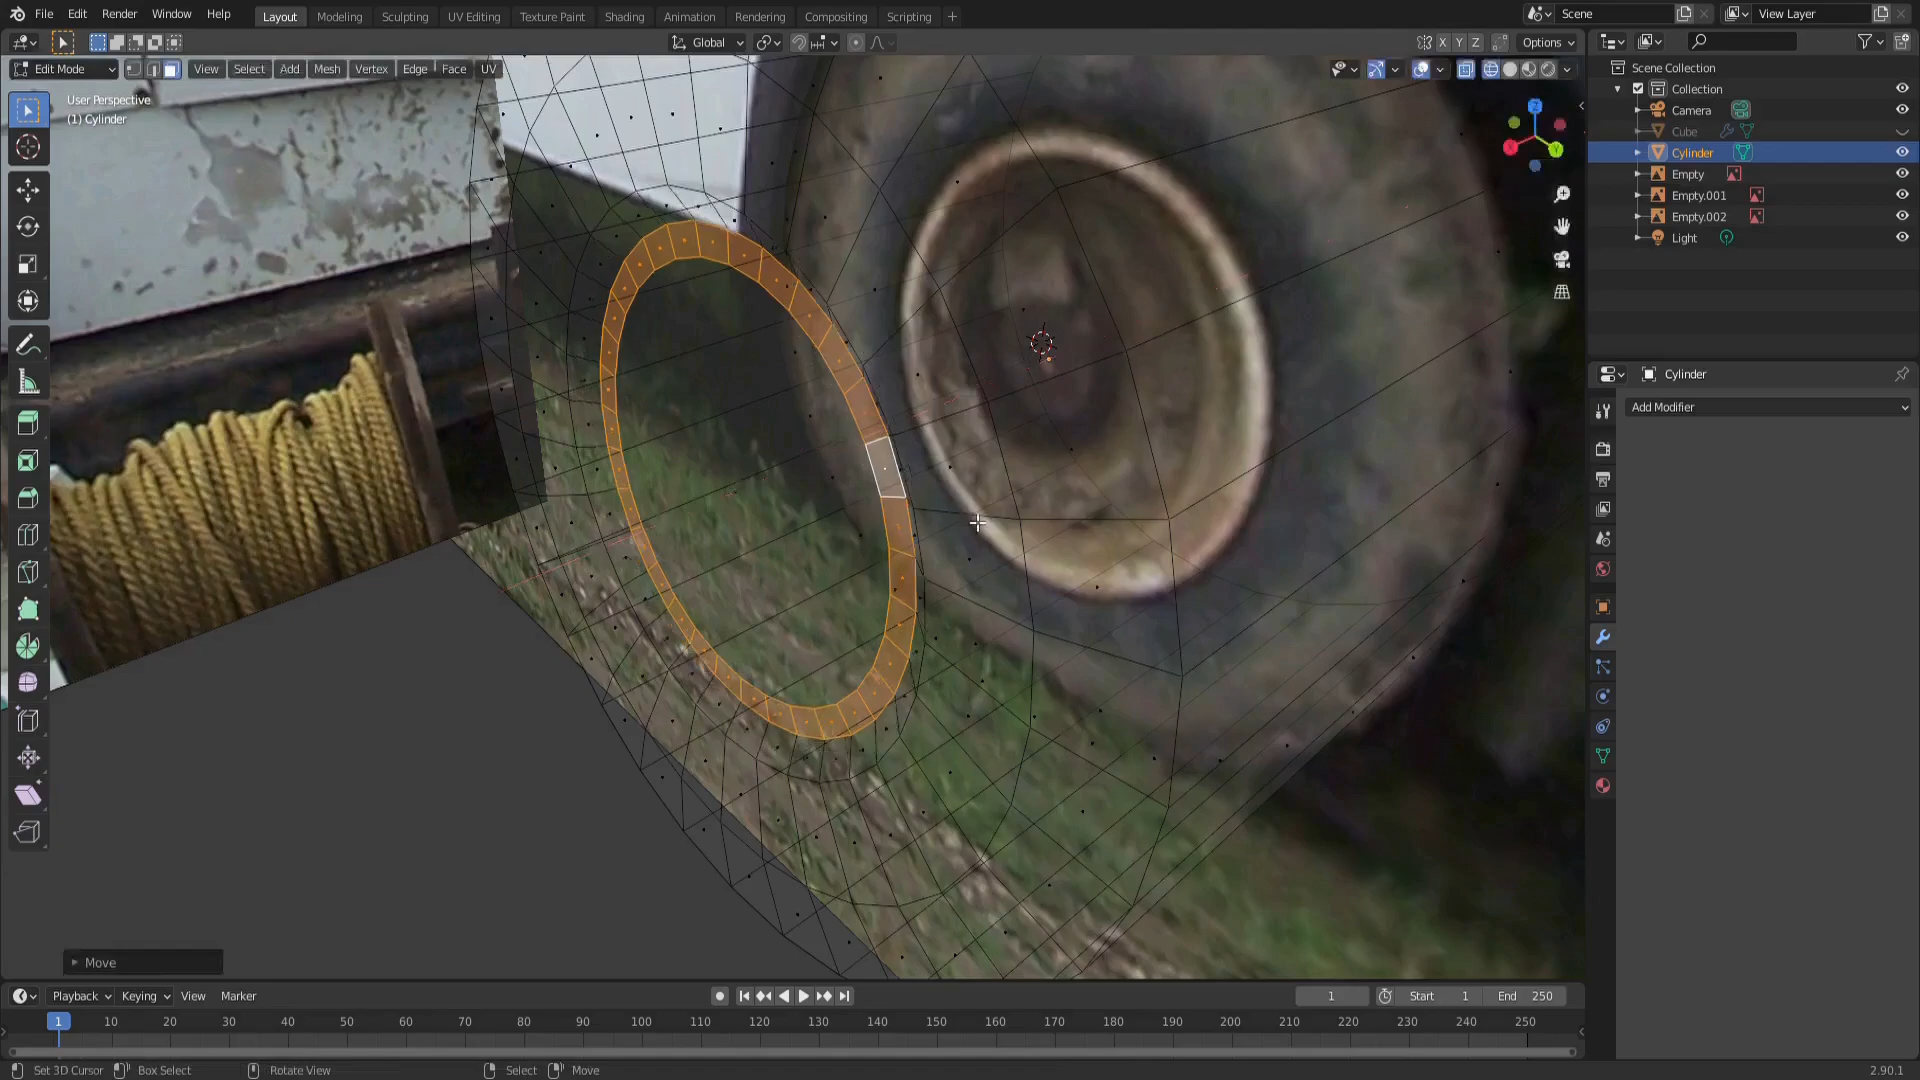 File Edit Render Window Help
Layout Modeling Sculpting UV Editing Texture Paint Shading Animation Rendering Compositing Scripting +
Scene
View Layer
Global
X Y Z
Options
Edit Mode
View Select Add Mesh Vertex Edge Face UV
User Perspective
(1) Cylinder
Z
Y
Scene Collection
Collection
Camera
Cube
Cylinder
Empty
Empty.001
Empty.002
Light
Cylinder
Add Modifier
Move
Playback Keying View Marker
1 Start 1 End 250
1 10 20 30 40 50 60 70 80 90 100 110 120 130 140 150 160 170 180 190 200 210 220 230 240 250
Set 3D Cursor Box Select Rotate View Select Move
2.90.1